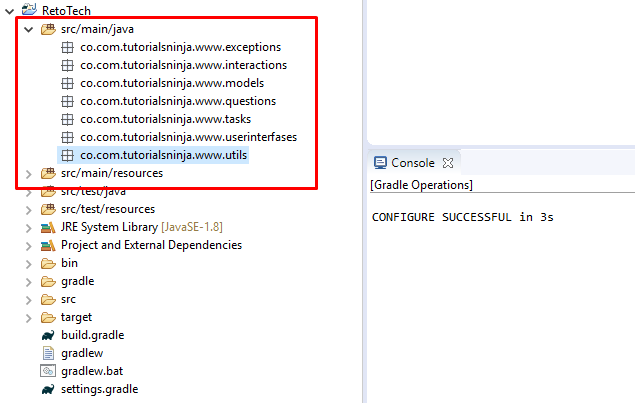 RetoTech
src/main/java
co.com.tutorialsninja.www.exceptions
co.com.tutorialsninja.www.interactions
co.com.tutorialsninja.www.models
co.com.tutorialsninja.www.questions
co.com.tutorialsninja.www.tasks
co.com.tutorialsninja.www.userinterfases
co.com.tutorialsninja.www.utils
src/main/resources
src/test/java
src/test/resources
JRE System Library [JavaSE-1.8]
Project and External Dependencies
bin
gradle
src
target
build.gradle
gradlew
gradlew.bat
settings.gradle
Console
[Gradle Operations]
CONFIGURE SUCCESSFUL in 3s